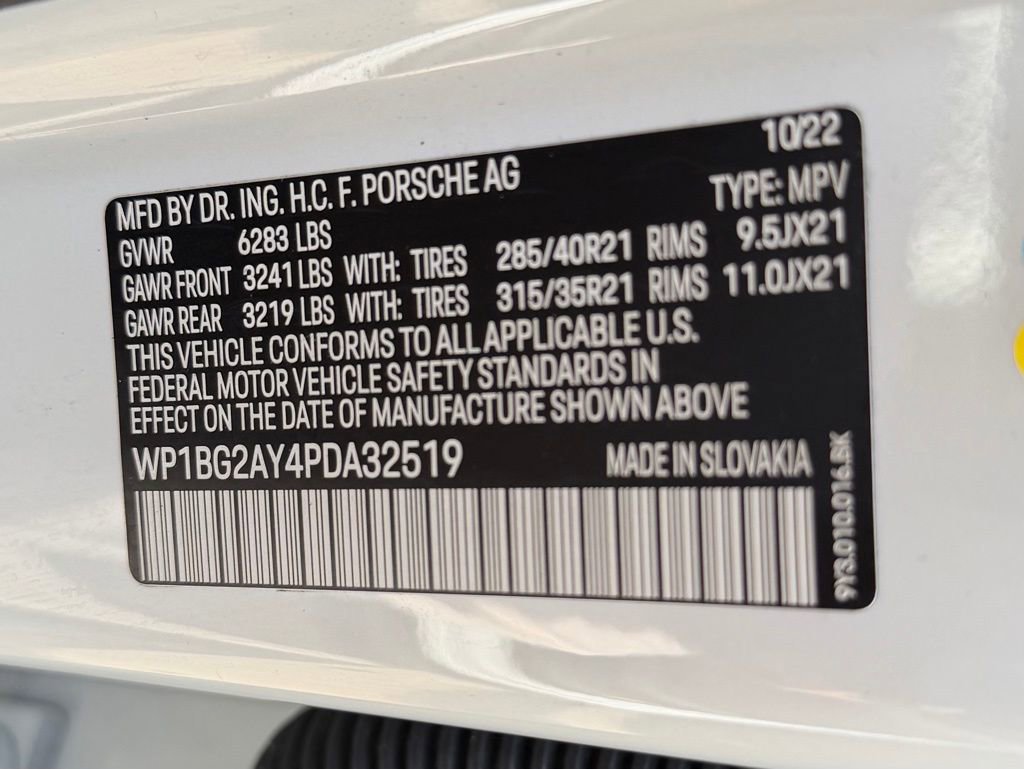 10/22
MFD BY DR. ING. H.C. F. PORSCHE AG TYPE: MPV
GVWR 6283 LBS
GAWR FRONT 3241 LBS WITH: TIRES 285/40R21 RIMS 9.5JX21
GAWR REAR 3219 LBS WITH: TIRES 315/35R21 RIMS 11.0JX21
THIS VEHICLE CONFORMS TO ALL APPLICABLE U.S.
FEDERAL MOTOR VEHICLE SAFETY STANDARDS IN
EFFECT ON THE DATE OF MANUFACTURE SHOWN ABOVE
WP1BG2AY4PDA32519 MADE IN SLOVAKIA
9Y3.010.016.BK